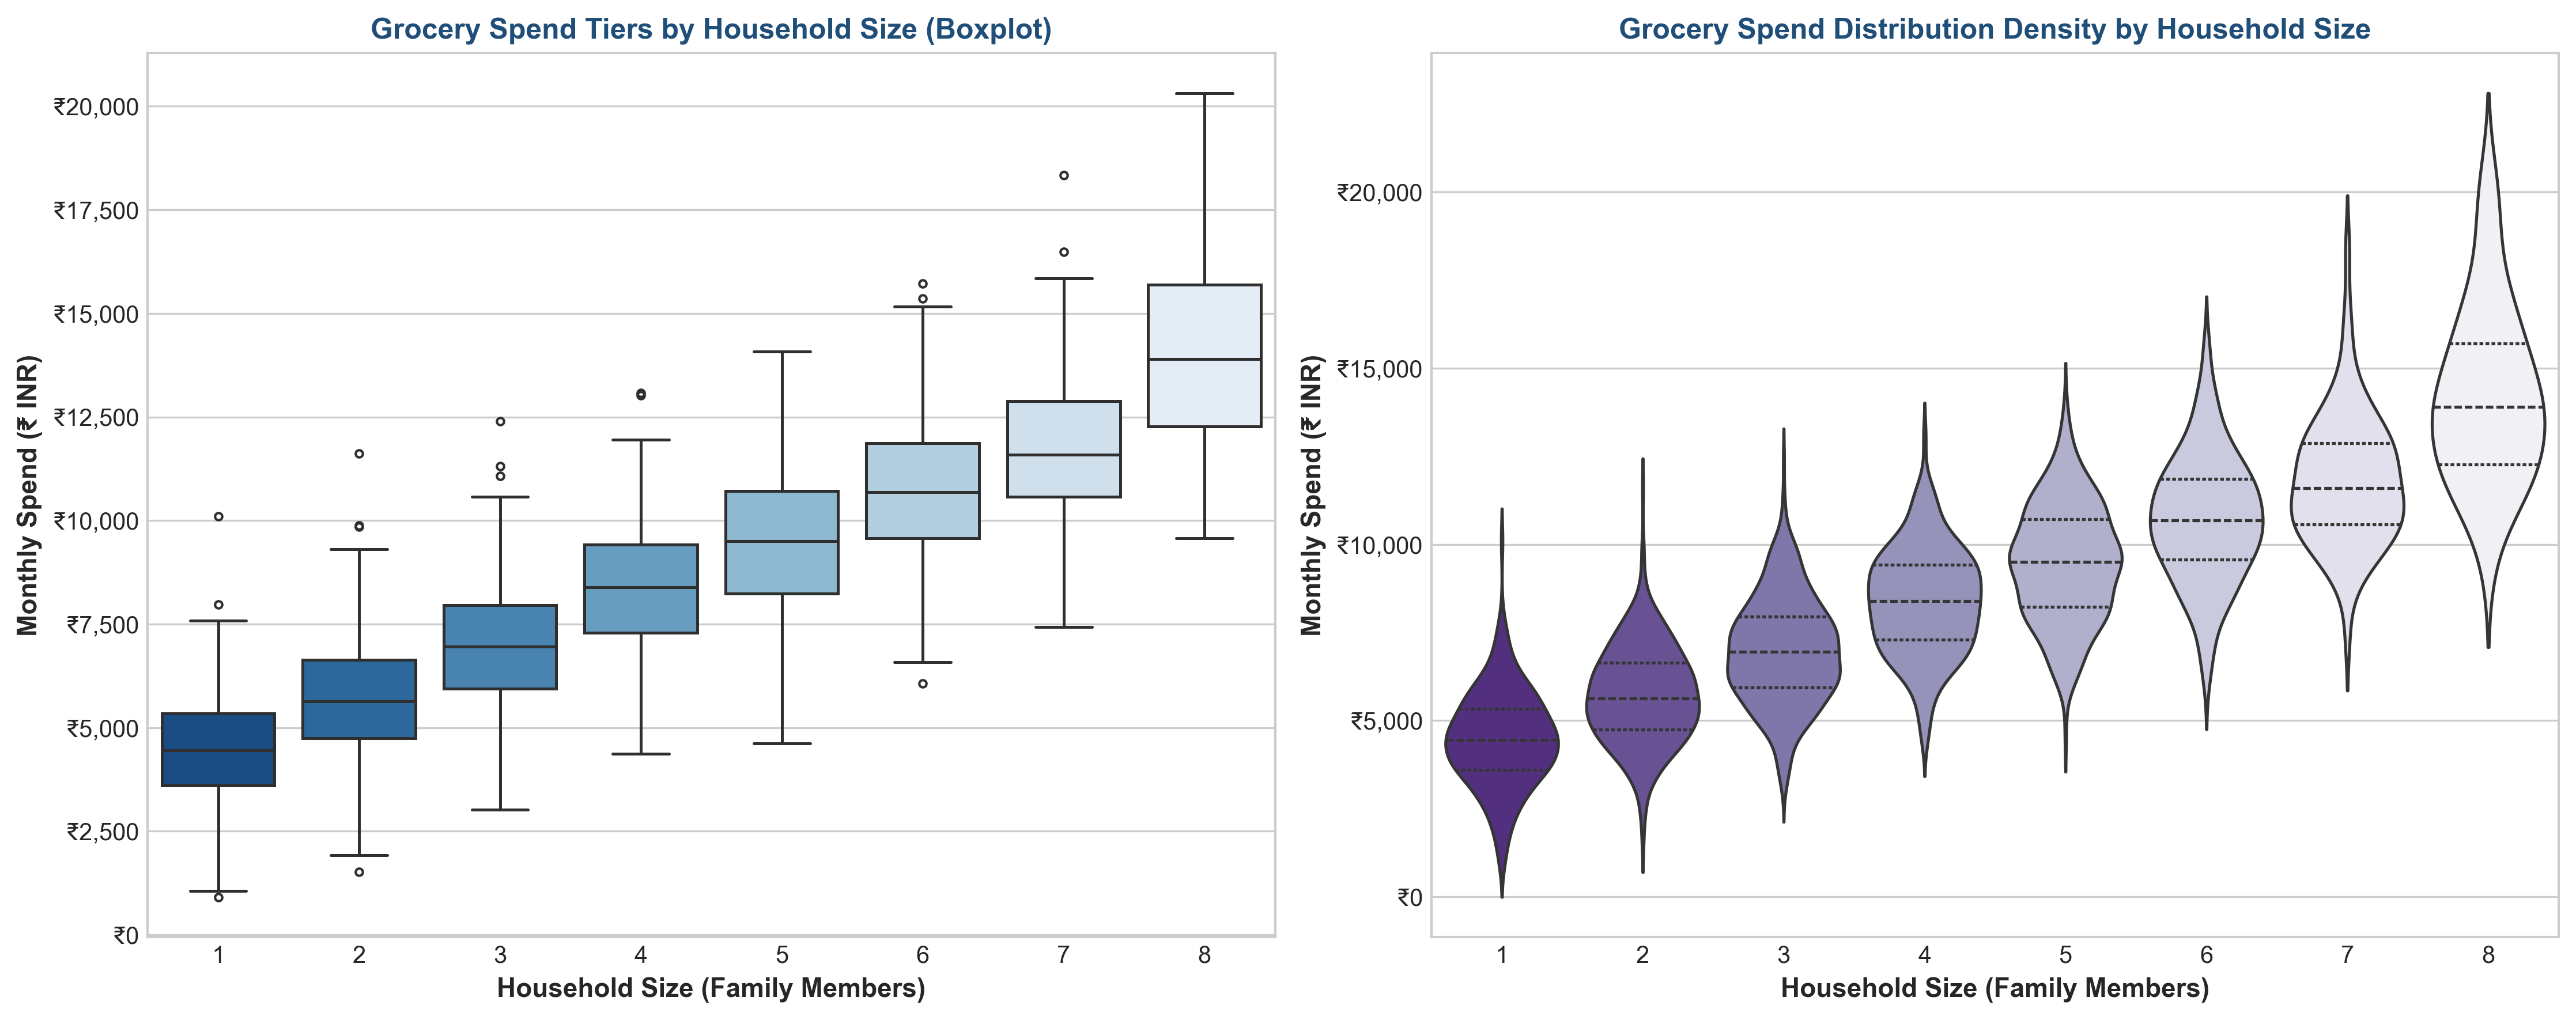 Grocery Spend Tiers by Household Size (Boxplot)
Monthly Spend (₹ INR)
₹20,000
₹17,500
₹15,000
₹12,500
₹10,000
₹7,500
₹5,000
₹2,500
₹0
1 2 3 4 5 6 7 8
Household Size (Family Members)
Grocery Spend Distribution Density by Household Size
Monthly Spend (₹ INR)
₹20,000
₹15,000
₹10,000
₹5,000
₹0
1 2 3 4 5 6 7 8
Household Size (Family Members)